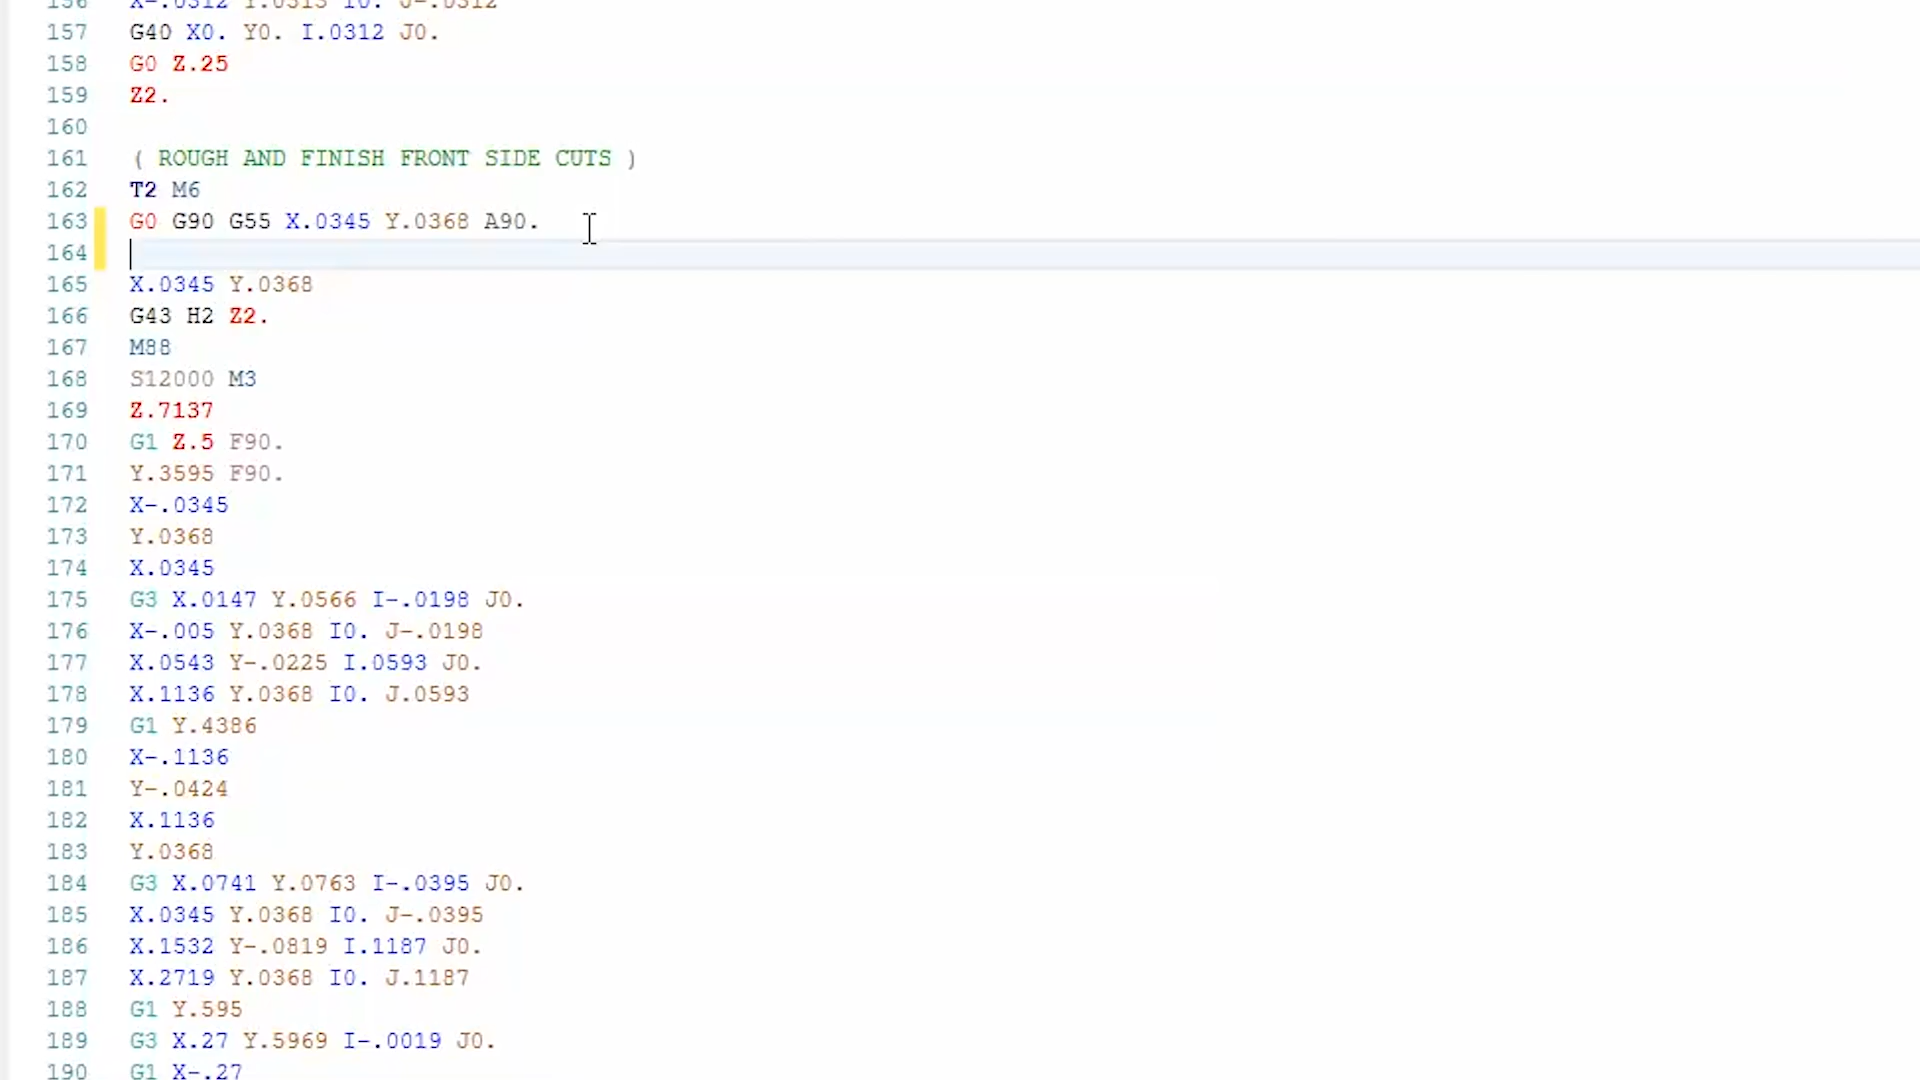 156 X-.0312 Y.0313 I0. J-.0312
157 G40 X0. Y0. I.0312 J0.
158 G0 Z.25
159 Z2.
160
161 ( ROUGH AND FINISH FRONT SIDE CUTS )
162 T2 M6
163 G0 G90 G55 X.0345 Y.0368 A90.
164
165 X.0345 Y.0368
166 G43 H2 Z2.
167 M88
168 S12000 M3
169 Z.7137
170 G1 Z.5 F90.
171 Y.3595 F90.
172 X-.0345
173 Y.0368
174 X.0345
175 G3 X.0147 Y.0566 I-.0198 J0.
176 X-.005 Y.0368 I0. J-.0198
177 X.0543 Y-.0225 I.0593 J0.
178 X.1136 Y.0368 I0. J.0593
179 G1 Y.4386
180 X-.1136
181 Y-.0424
182 X.1136
183 Y.0368
184 G3 X.0741 Y.0763 I-.0395 J0.
185 X.0345 Y.0368 I0. J-.0395
186 X.1532 Y-.0819 I.1187 J0.
187 X.2719 Y.0368 I0. J.1187
188 G1 Y.595
189 G3 X.27 Y.5969 I-.0019 J0.
190 G1 X-.27